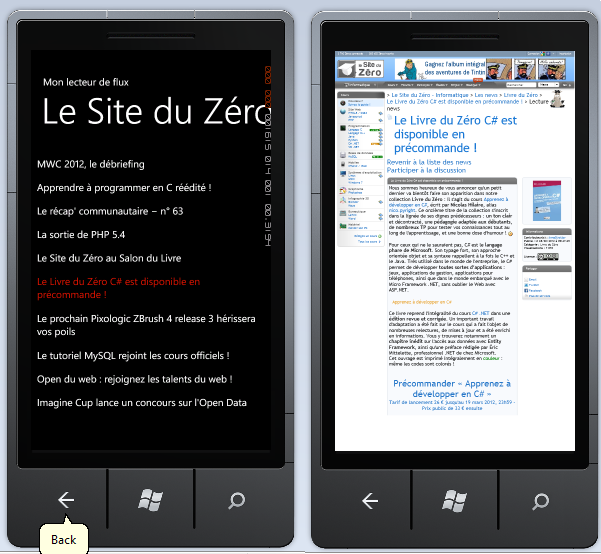 Mon lecteur de flux
Le Site du Zéro
MWC 2012, le débriefing
Apprendre à programmer en C réédité !
Le récap' communautaire – n° 63
La sortie de PHP 5.4
Le Site du Zéro au Salon du Livre
Le Livre du Zéro C# est disponible en
précommande !
Le prochain Pixologic ZBrush 4 release 3 hérissera
vos poils
Le tutoriel MySQL rejoint les cours officiels !
Open du web : rejoignez les talents du web !
Imagine Cup lance un concours sur l'Open Data
Back
le Site
du Zéro
Gagnez l'album intégral
des aventures de Tintin
Informatique
> Le Site du Zéro - Informatique > Les news > Livre du Zéro >
Le Livre du Zéro C# est disponible en précommande ! > Lecture
news
Le Livre du Zéro C# est
disponible en
précommande !
Revenir à la liste des news
Participer à la discussion
Nous sommes heureux de vous annoncer qu'un petit
dernier va bientôt faire son apparition dans notre
collection Livre du Zéro : il s'agit du cours Apprenez à
développer en C#, écrit par Nicolas Hilaire, alias
nico.pyright. Ce onzième titre de la collection s'inscrit
dans la lignée de ses dignes prédécesseurs : un ton clair
et décontracté, une pédagogie adaptée aux débutants,
de nombreux TP pour tester vos connaissances tout au
long de l'apprentissage, et une bonne dose d'humour !
Pour ceux qui ne le sauraient pas, C# est le langage
phare de Microsoft. Son typage fort, son approche
orientée objet et sa syntaxe rappellent à la fois le C++ et
le Java. Très utilisé dans le monde de l'entreprise, le C#
permet de développer toutes sortes d'applications :
jeux, applications de gestion, applications pour
téléphones, ainsi que dans le monde embarqué avec le
Micro Framework .NET, sans oublier le Web avec
ASP.NET.
Apprenez à développer en C#
Ce livre reprend l'intégralité du cours C# .NET dans une
édition revue et corrigée. Un important travail
d'adaptation a été fait sur le cours qui a fait l'objet de
nombreuses relectures, de mises à jour et a été enrichi
en informations. Vous y trouverez notamment un
chapitre inédit sur l'accès aux données avec Entity
Framework, ainsi qu'une préface rédigée par Eric
Mittelette, professionnel .NET de chez Microsoft.
Cet ouvrage est imprimé intégralement en couleur :
même les codes sont colorés !
Précommander « Apprenez à
développer en C# »
Tarif de lancement 26 € jusqu'au 19 mars 2012, 23h59 -
Prix public de 33 € ensuite